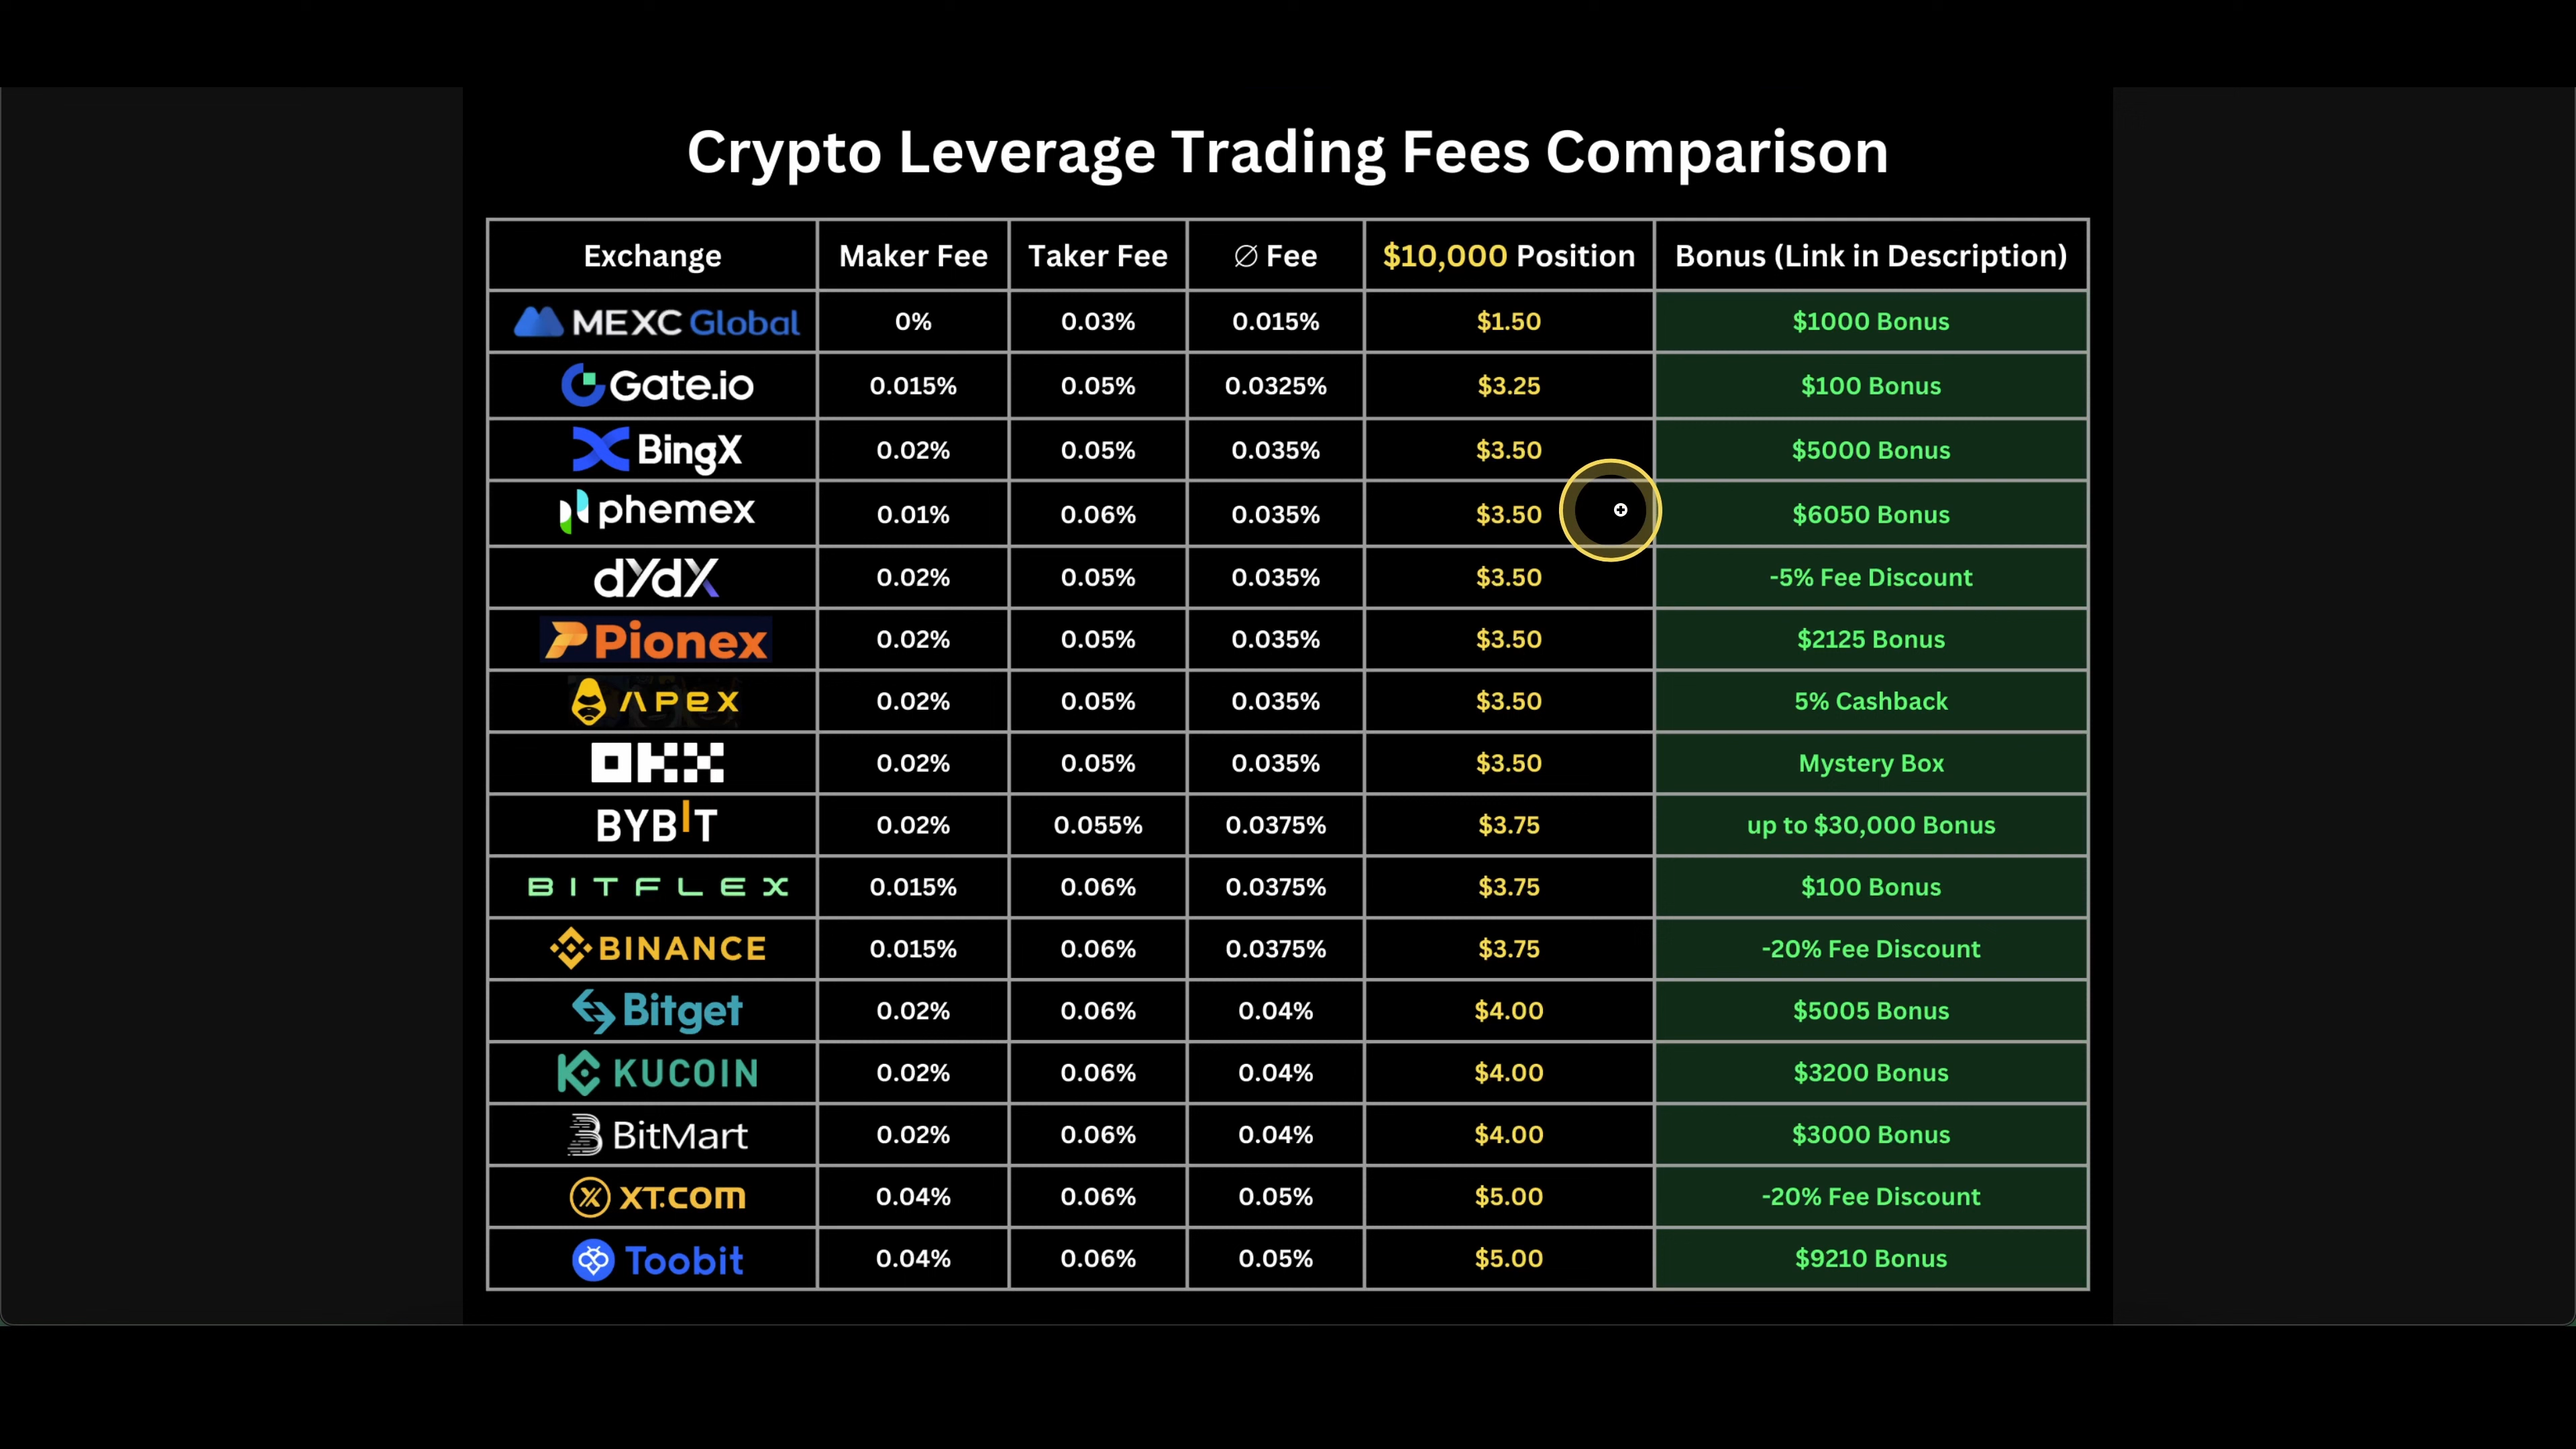 Crypto Leverage Trading Fees Comparison
Exchange Maker Fee Taker Fee ∅ Fee $10,000 Position Bonus (Link in Description)
MEXC Global 0% 0.03% 0.015% $1.50 $1000 Bonus
Gate.io 0.015% 0.05% 0.0325% $3.25 $100 Bonus
BingX 0.02% 0.05% 0.035% $3.50 $5000 Bonus
phemex 0.01% 0.06% 0.035% $3.50 $6050 Bonus
dYdX 0.02% 0.05% 0.035% $3.50 -5% Fee Discount
Pionex 0.02% 0.05% 0.035% $3.50 $2125 Bonus
APEX 0.02% 0.05% 0.035% $3.50 5% Cashback
OKX 0.02% 0.05% 0.035% $3.50 Mystery Box
BYBIT 0.02% 0.055% 0.0375% $3.75 up to $30,000 Bonus
BITFLEX 0.015% 0.06% 0.0375% $3.75 $100 Bonus
BINANCE 0.015% 0.06% 0.0375% $3.75 -20% Fee Discount
Bitget 0.02% 0.06% 0.04% $4.00 $5005 Bonus
KUCOIN 0.02% 0.06% 0.04% $4.00 $3200 Bonus
BitMart 0.02% 0.06% 0.04% $4.00 $3000 Bonus
XT.COM 0.04% 0.06% 0.05% $5.00 -20% Fee Discount
Toobit 0.04% 0.06% 0.05% $5.00 $9210 Bonus